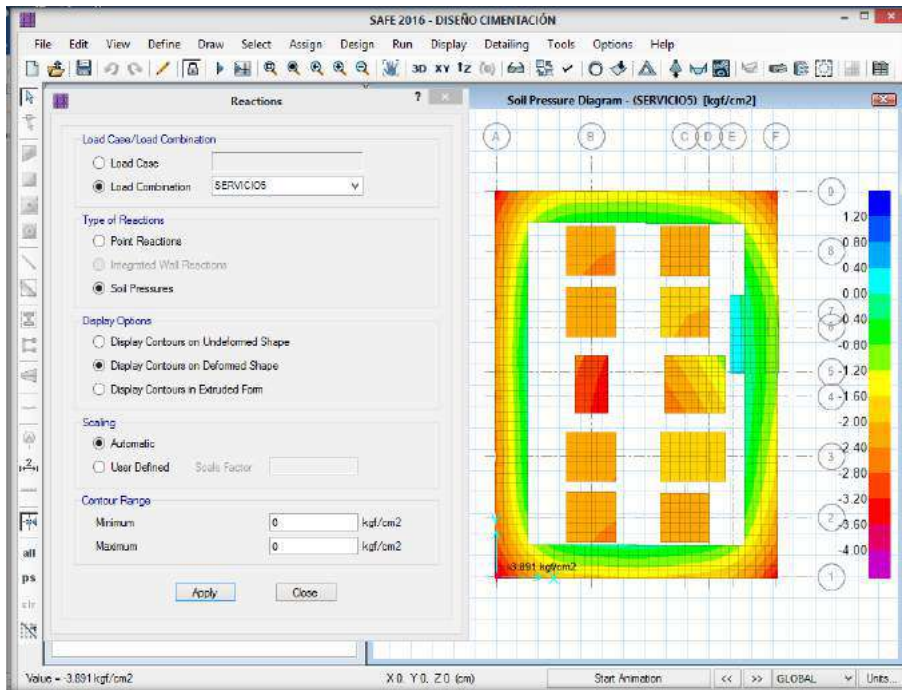 SAFE 2016 - DISEÑO CIMENTACIÓN
File Edit View Define Draw Select Assign Design Run Display Detailing Tools Options Help
3D XY
Reactions
?
Soil Pressure Diagram - (SERVICIO5) [kgf/cm2]
A B C D E F
Load Case/Load Combination
Load Case
Load Combination
SERVICIO5
Type of Reactions
Point Reactions
Integrated Wall Reactions
Soil Pressures
Display Options
Display Contours on Undeformed Shape
Display Contours on Deformed Shape
Display Contours in Extruded Form
Scaling
Automatic
User Defined
Scale Factor
Contour Range
Minimum
0
kgf/cm2
Maximum
0
kgf/cm2
Apply
Close
9
8
7
6
5
4
3
2
1
1.20
0.80
0.40
0.00
-0.40
-0.80
-1.20
-1.60
-2.00
-2.40
-2.80
-3.20
-3.60
-4.00
-3.891 kgf/cm2
all
ps
clr
Value = -3.891 kgf/cm2
X 0, Y 0, Z 0 (cm)
Start Animation
<<
>>
GLOBAL
Units...